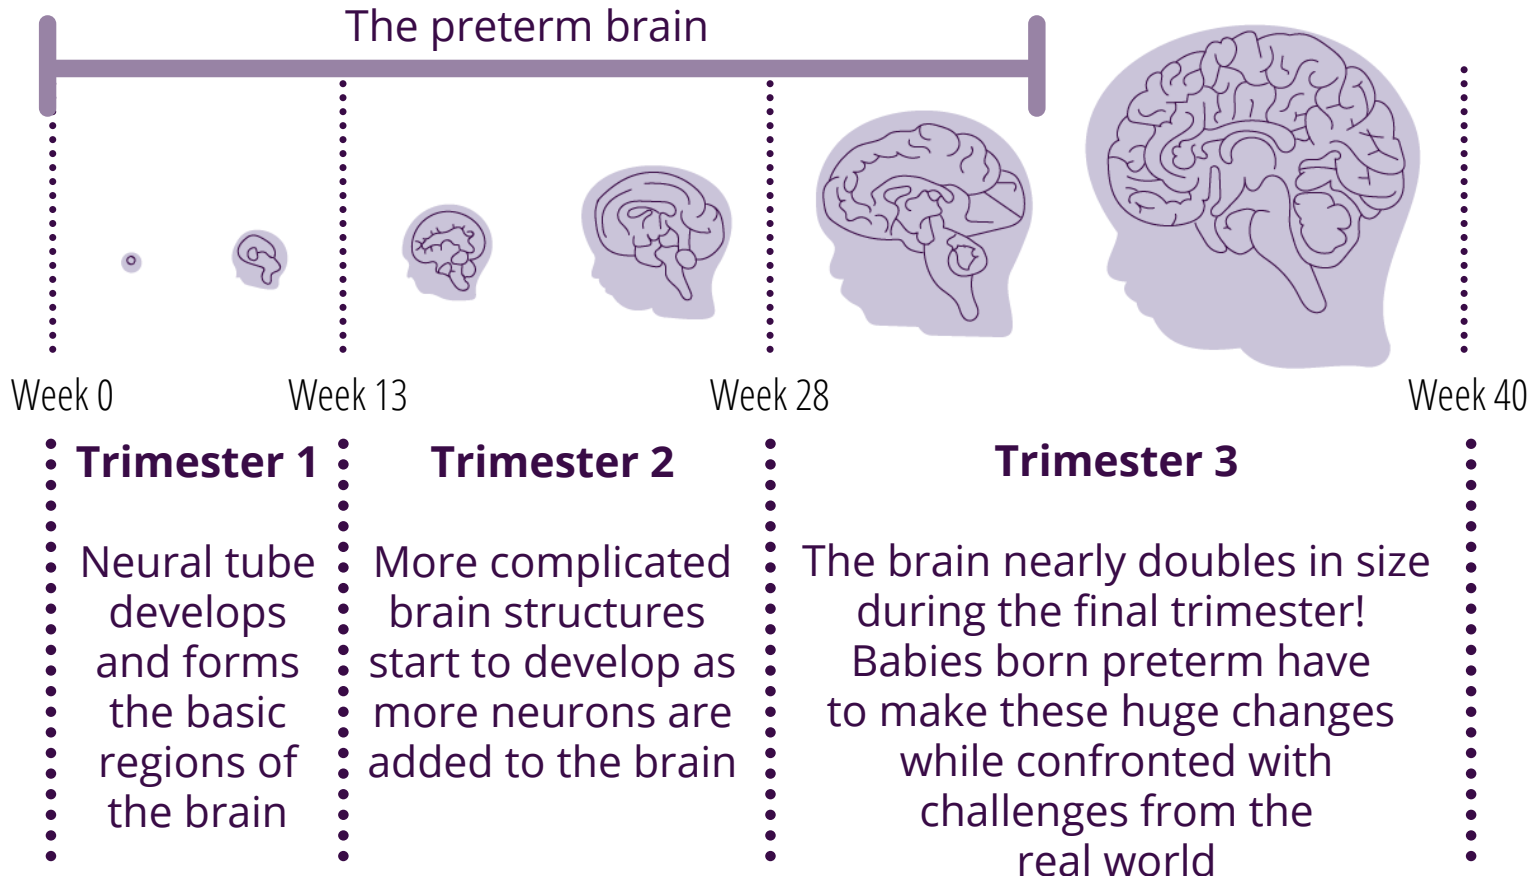 The preterm brain
Week 0
Week 13
Week 28
Week 40
Trimester 1
Neural tube
develops
and forms
the basic
regions of
the brain
Trimester 2
More complicated
brain structures
start to develop as
more neurons are
added to the brain
Trimester 3
The brain nearly doubles in size
during the final trimester!
Babies born preterm have
to make these huge changes
while confronted with
challenges from the
real world